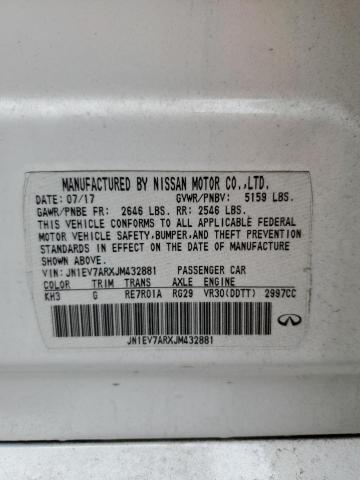 MANUFACTURED BY NISSAN MOTOR CO.,LTD.
DATE: 07/17 GVWR/PNBV: 5159 LBS.
GAWR/PNBE FR: 2646 LBS. RR: 2546 LBS.
THIS VEHICLE CONFORMS TO ALL APPLICABLE FEDERAL
MOTOR VEHICLE SAFETY,BUMPER,AND THEFT PREVENTION
STANDARDS IN EFFECT ON THE DATE OF MANUFACTURE
SHOWN ABOVE.
VIN: JN1EV7ARXJM432881 PASSENGER CAR
COLOR TRIM TRANS AXLE ENGINE
KH3 G RE7R01A RG29 VR30(DDTT) 2997CC
JN1EV7ARXJM432881